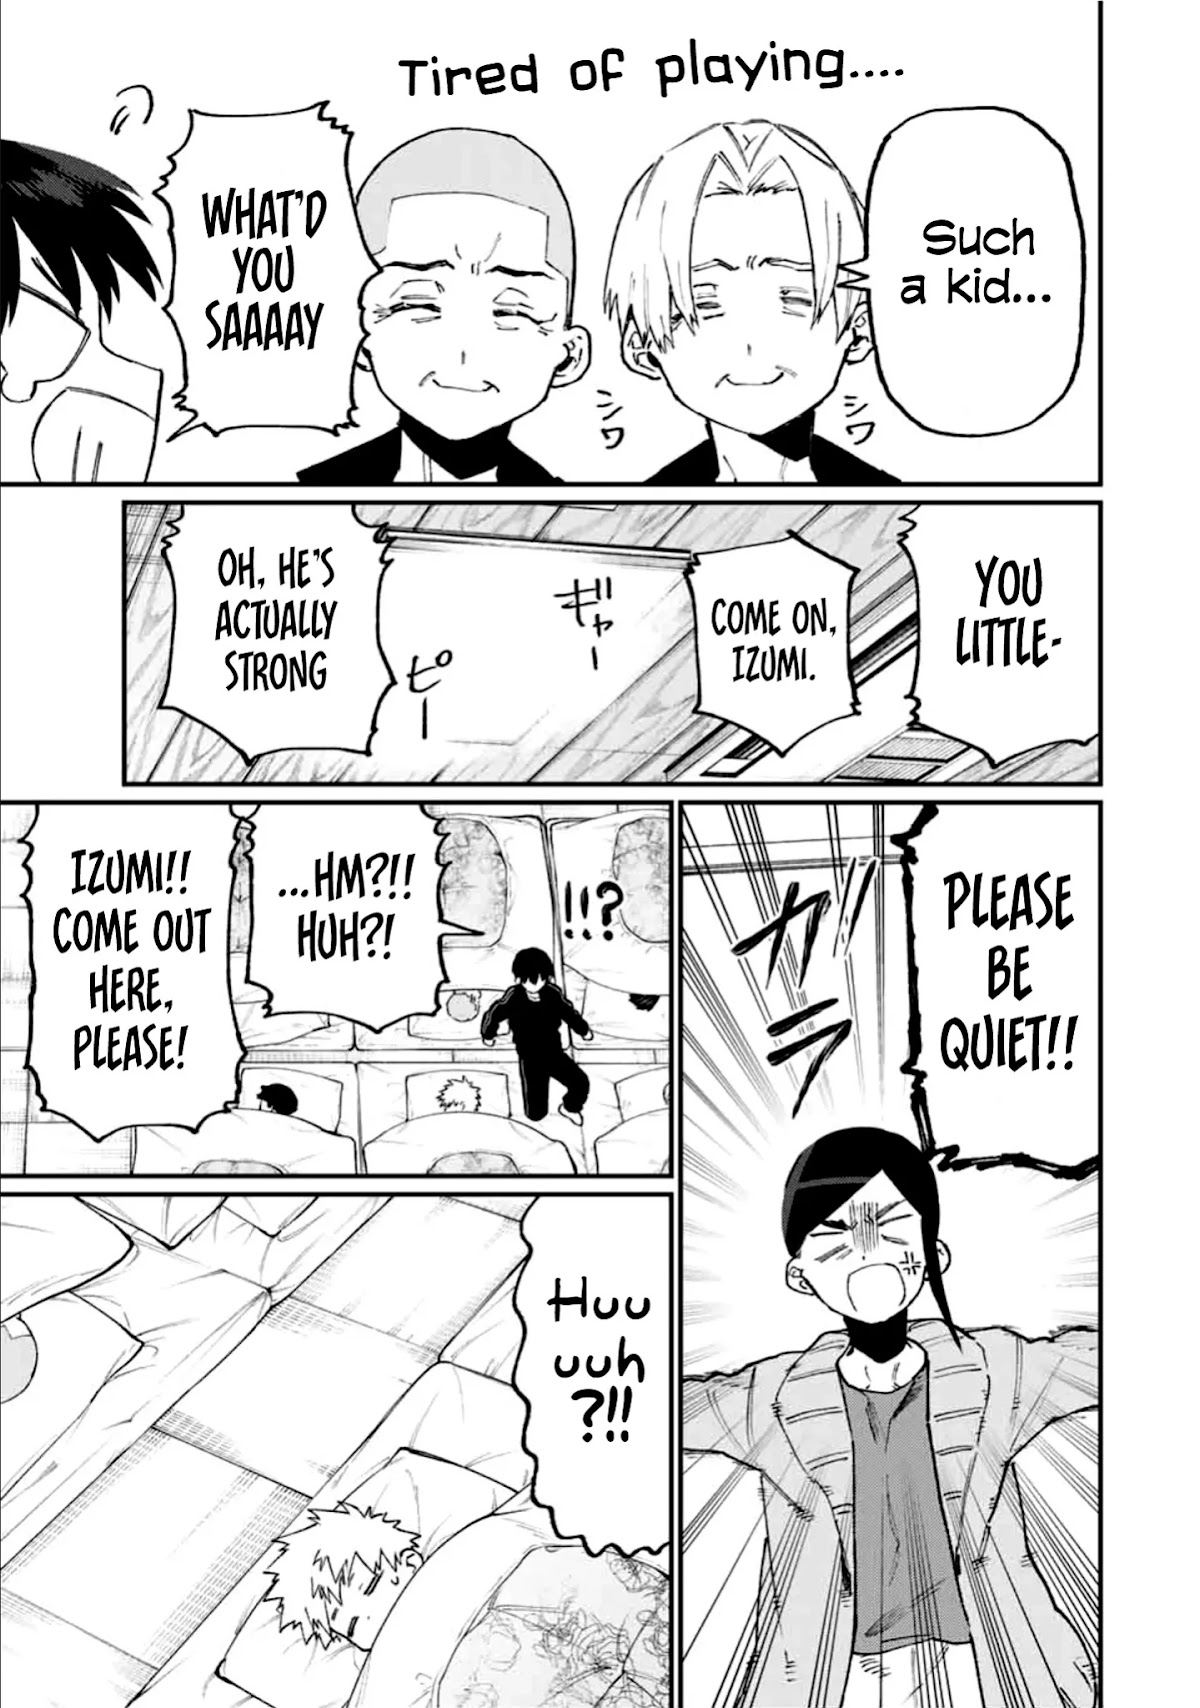 Tired of playing....
Such
a kid...
シワ
シワ
WHAT'D
YOU
SAAAAY
YOU
LITTLE-
COME ON,
IZUMI.
ギャー
ピー
OH, HE'S
ACTUALLY
STRONG
PLEASE
BE
QUIET!!
ガラ
!!?
...HM?!!
HUH?!
IZUMI!!
COME OUT
HERE,
PLEASE!
Huu
uuh
?!!